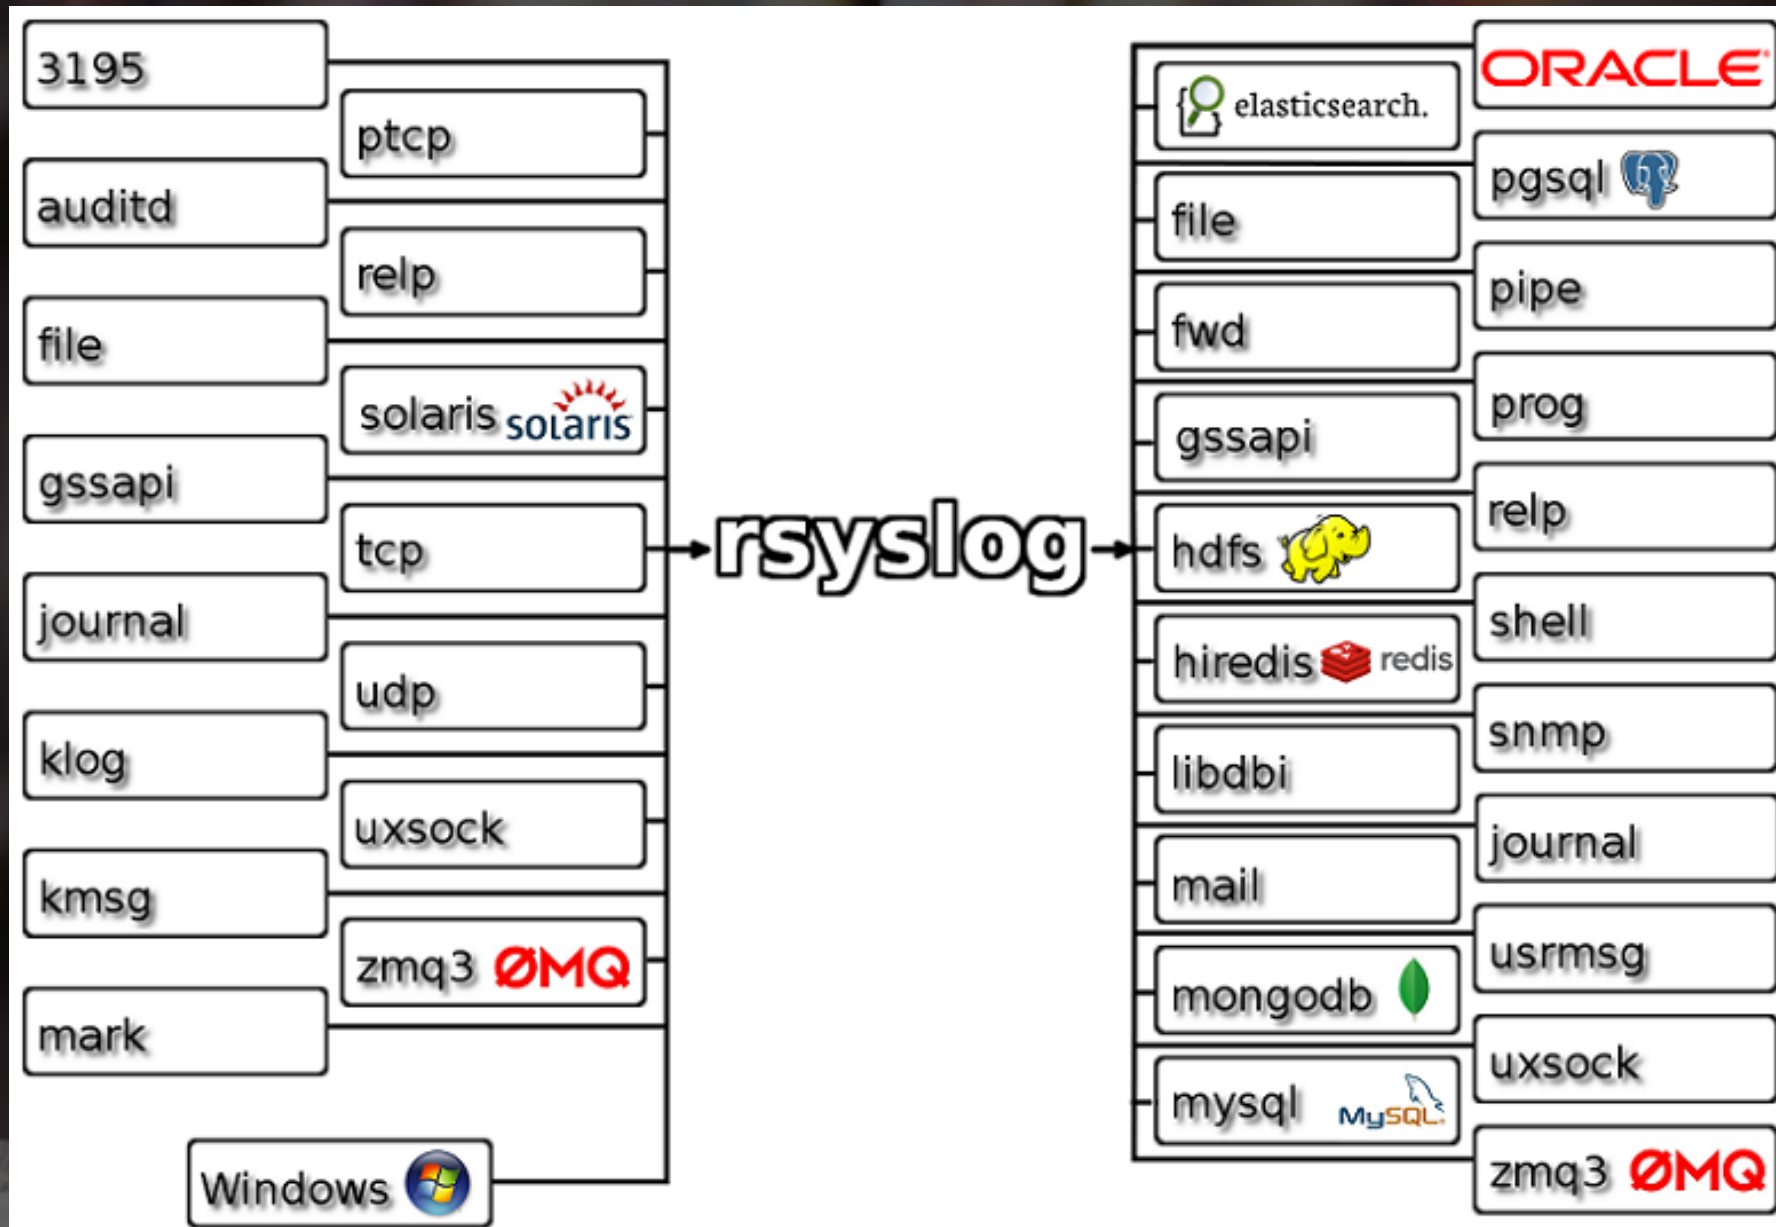 3195
ptcp
auditd
relp
file
solaris solaris
gssapi
tcp
journal
udp
klog
uxsock
kmsg
zmq3 ØMQ
mark
Windows
rsyslog
ORACLE
elasticsearch.
pgsql
file
pipe
fwd
prog
gssapi
relp
hdfs
shell
hiredis redis
snmp
libdbi
journal
mail
usrmsg
mongodb
uxsock
mysql MySQL
zmq3 ØMQ